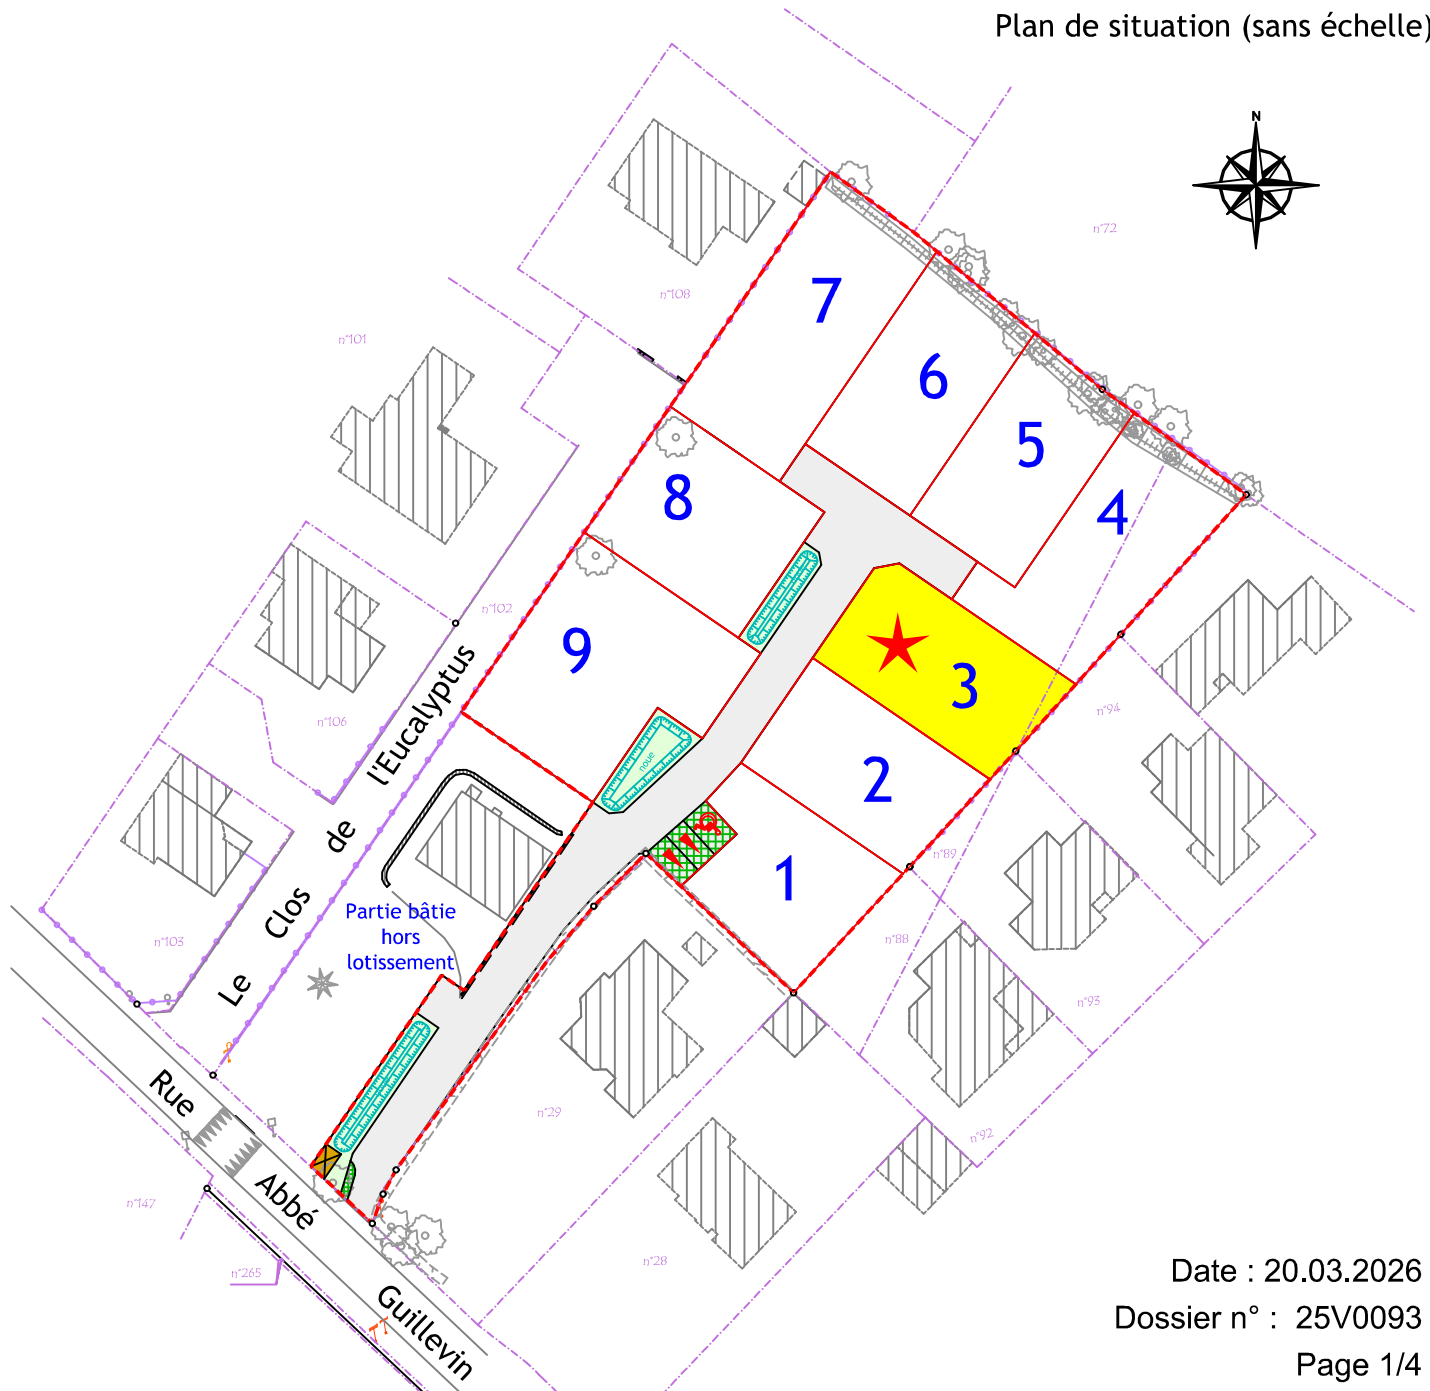 Plan de situation (sans échelle)
N
n°72
7
n°108
n°101
6
5
8
4
n°102
9
3
l'Eucalyptus
n°106
n°94
noue
2
de
n°89
1
Clos
Partie bâtie
hors
lotissement
n°103
n°88
Le
n°93
Rue
n°29
n°92
Abbé
n°147
n°28
n°265
Guillevin
Date : 20.03.2026
Dossier n° : 25V0093
Page 1/4